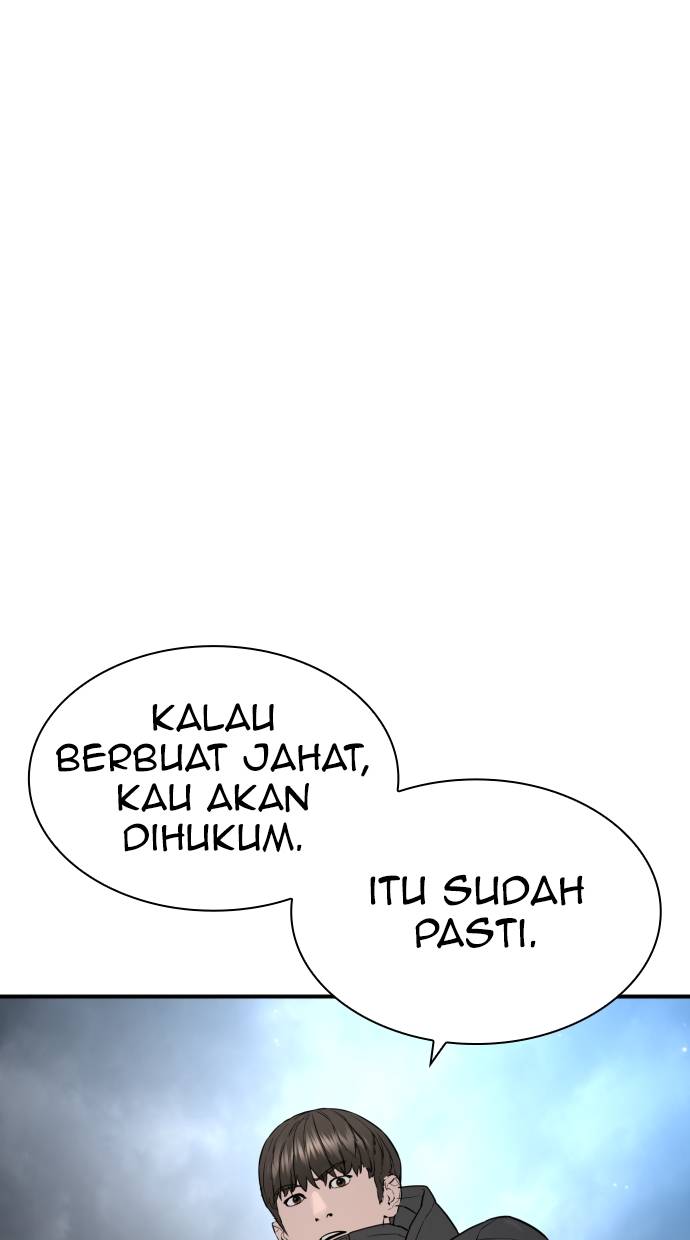 KALAU
BERBUAT JAHAT,
KAU AKAN
DIHUKUM.
ITU SUDAH
PASTI.